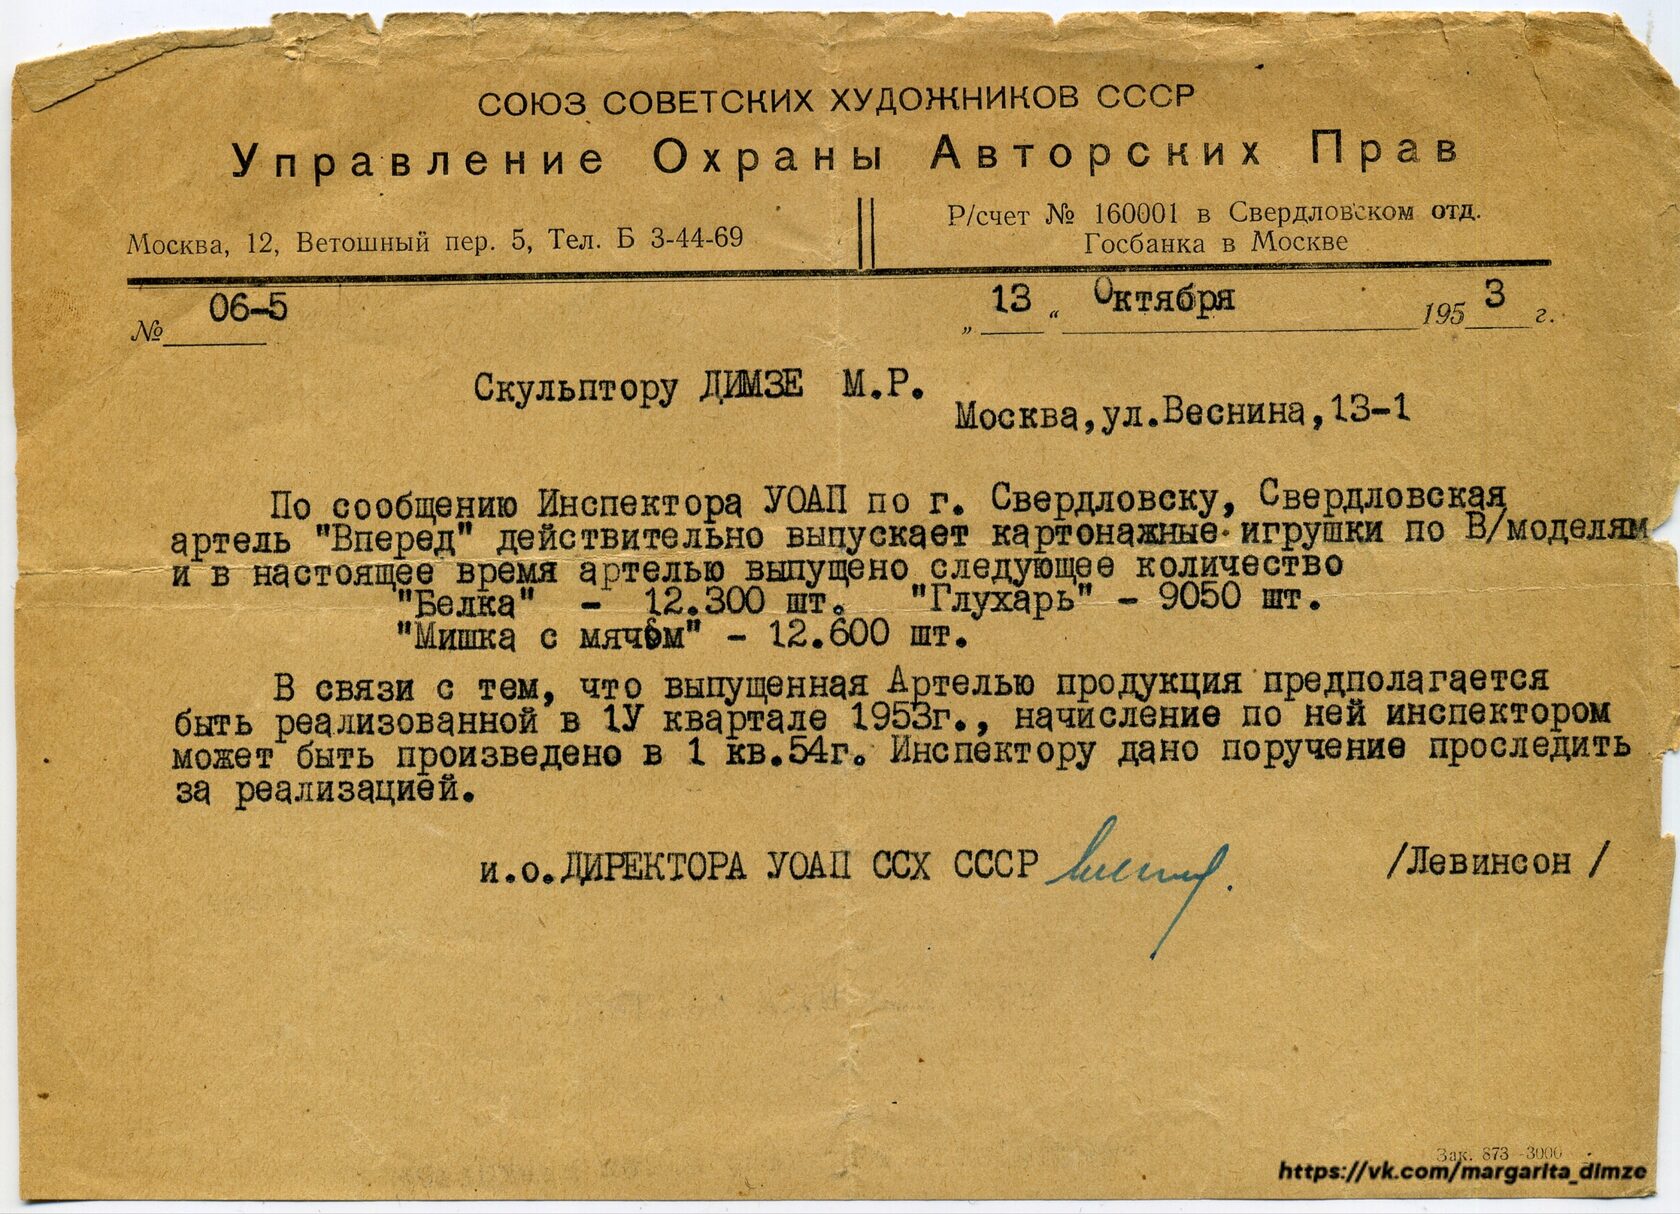 СОЮЗ СОВЕТСКИХ ХУДОЖНИКОВ СССР
Управление Охраны Авторских Прав
Москва, 12, Ветошный пер. 5, Тел. Б 3-44-69
Р/счет № 160001 в Свердловском отд.
Госбанка в Москве
№ 06-5
„ 13 “ Октября 1953 г.
Скульптору ДИМЗЕ М.Р.
Москва,ул.Веснина,13-1
По сообщению Инспектора УОАП по г. Свердловску, Свердловская
артель "Вперед" действительно выпускает картонажные игрушки по В/моделям
и в настоящее время артелью выпущено следующее количество
"Белка" - 12.300 шт. "Глухарь" - 9050 шт.
"Мишка с мячом" - 12.600 шт.
В связи с тем, что выпущенная Артелью продукция предполагается
быть реализованной в 1У квартале 1953г., начисление по ней инспектором
может быть произведено в 1 кв.54г. Инспектору дано поручение проследить
за реализацией.
и.о.ДИРЕКТОРА УОАП ССХ СССР /Левинсон /
Зак. 873-3000
https://vk.com/margarita_dimze